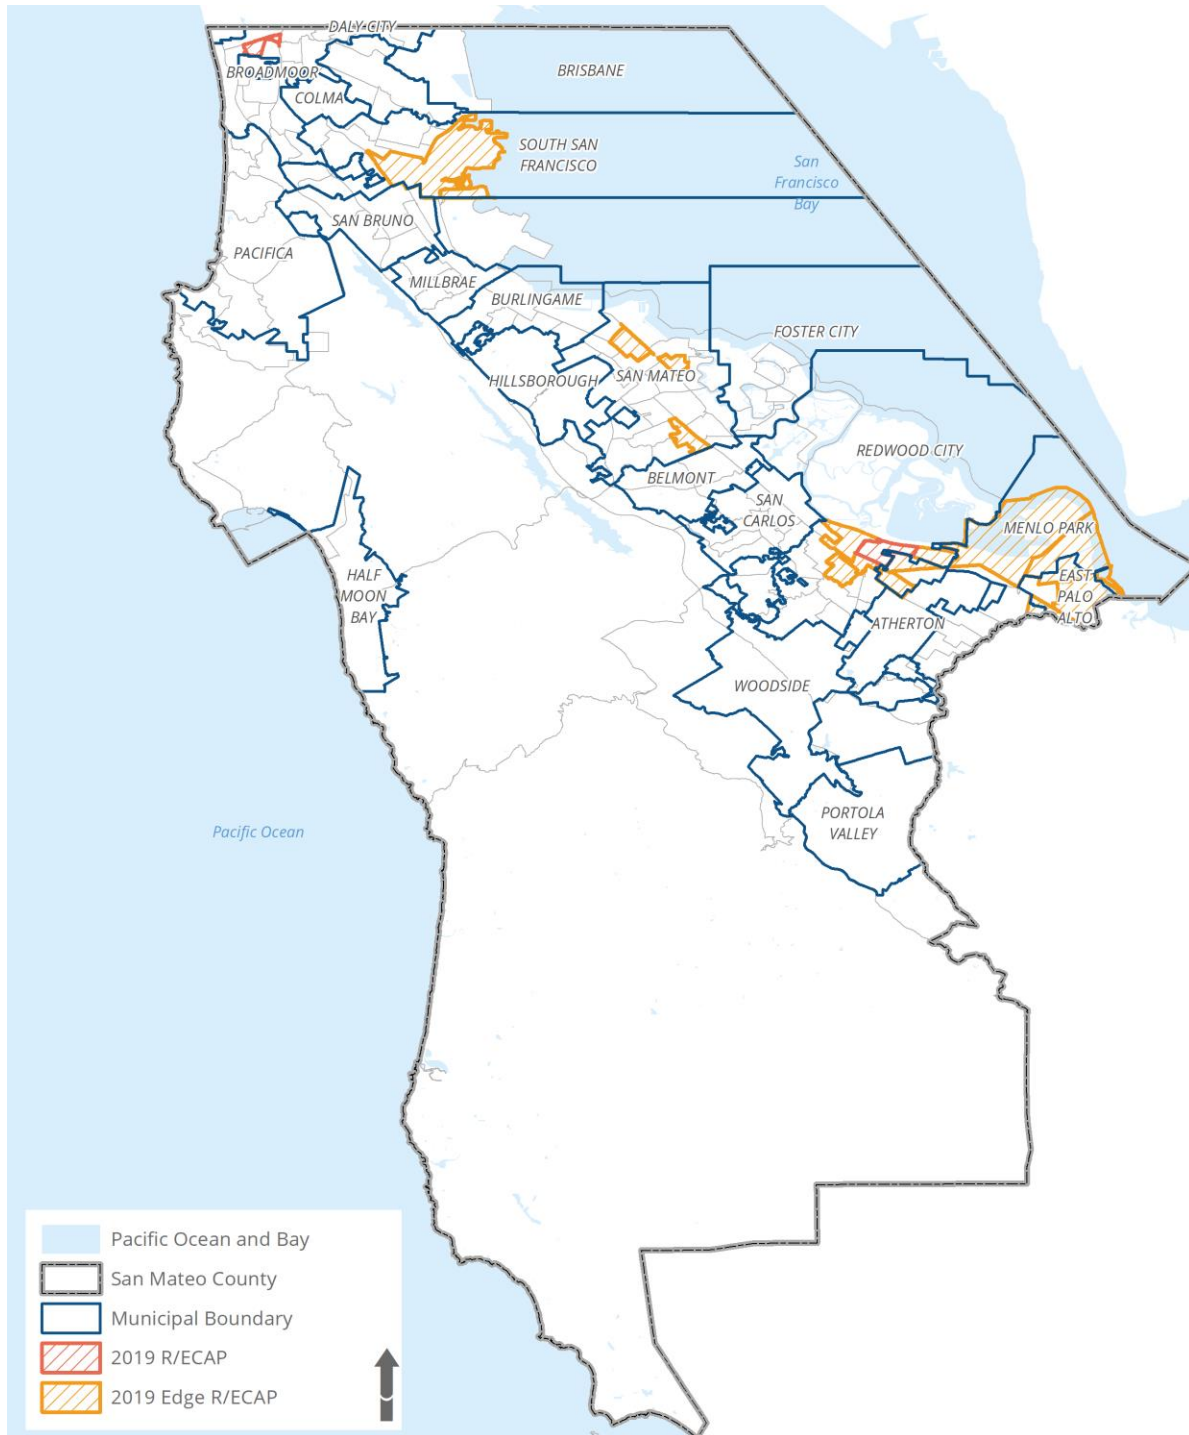 DALY CITY
BROADMOOR
BRISBANE
COLMA
SOUTH SAN
FRANCISCO
San
Francisco
Bay
SAN BRUNO
PACIFICA
MILLBRAE
BURLINGAME
FOSTER CITY
HILLSBOROUGH
SAN MATEO
REDWOOD CITY
BELMONT
SAN
CARLOS
MENLO PARK
HALF
MOON
BAY
EAST
PALO
ALTO
ATHERTON
WOODSIDE
PORTOLA
VALLEY
Pacific Ocean
Pacific Ocean and Bay
San Mateo County
Municipal Boundary
2019 R/ECAP
2019 Edge R/ECAP